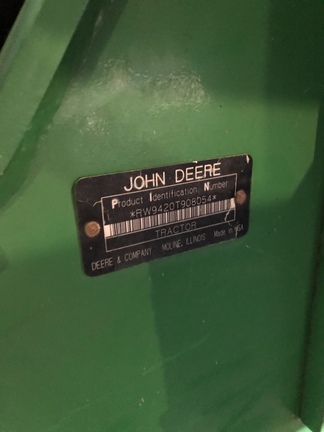 JOHN DEERE
Product Identification Number
*RW9420T908054*
TRACTOR
DEERE & COMPANY MOLINE, ILLINOIS Made in USA